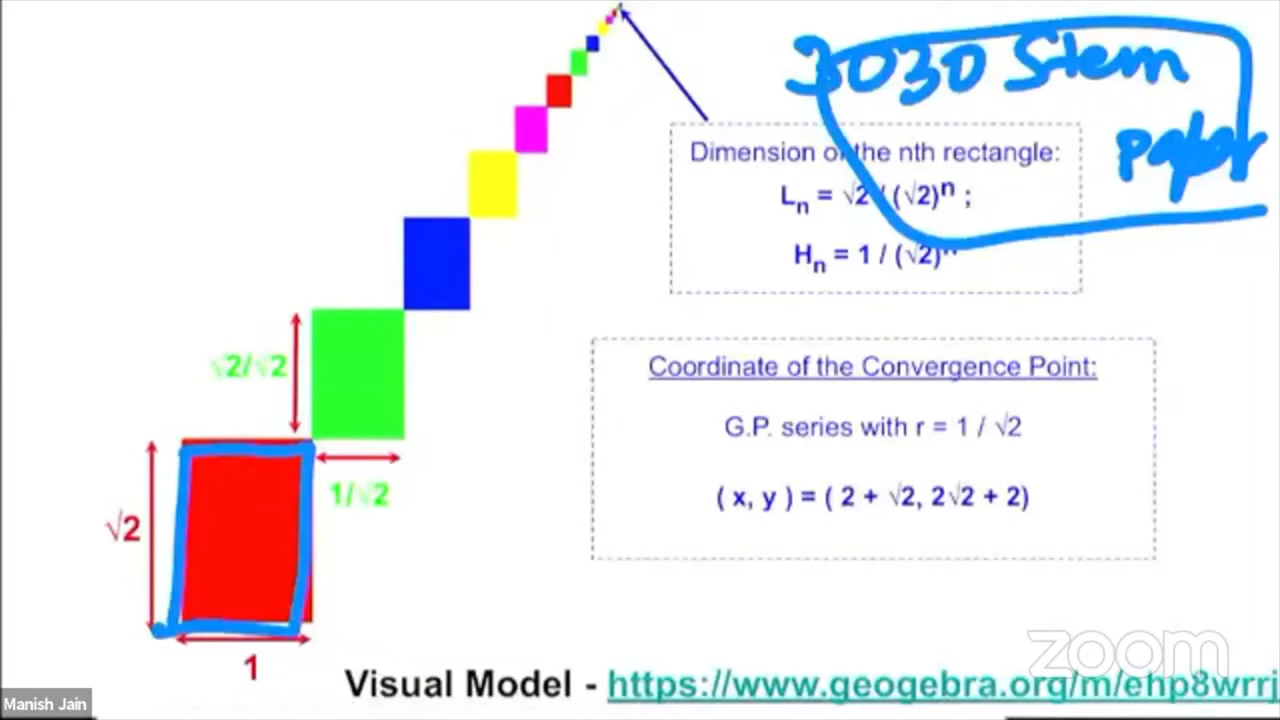 3030 Stem
paper
Dimension of the nth rectangle:
Lₙ = √2 / (√2)ⁿ ;
Hₙ = 1 / (√2)ⁿ
√2/√2
1/√2
√2
1
Coordinate of the Convergence Point:
G.P. series with r = 1 / √2
( x, y ) = ( 2 + √2, 2√2 + 2)
zoom
Visual Model - https://www.geogebra.org/m/ehp8wrrj
Manish Jain